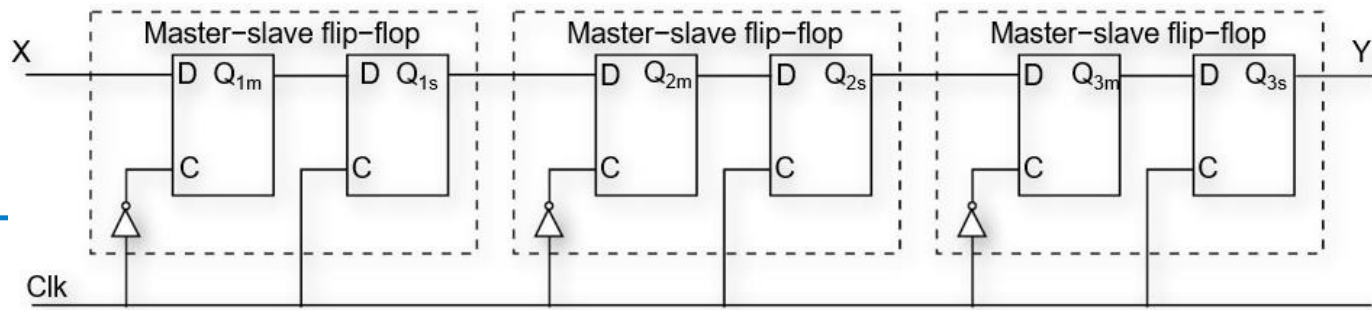 Master–slave flip–flop Master–slave flip–flop Master–slave flip–flop
X Y
D Q1m D Q1s D Q2m D Q2s D Q3m D Q3s
C C C C C C
Clk